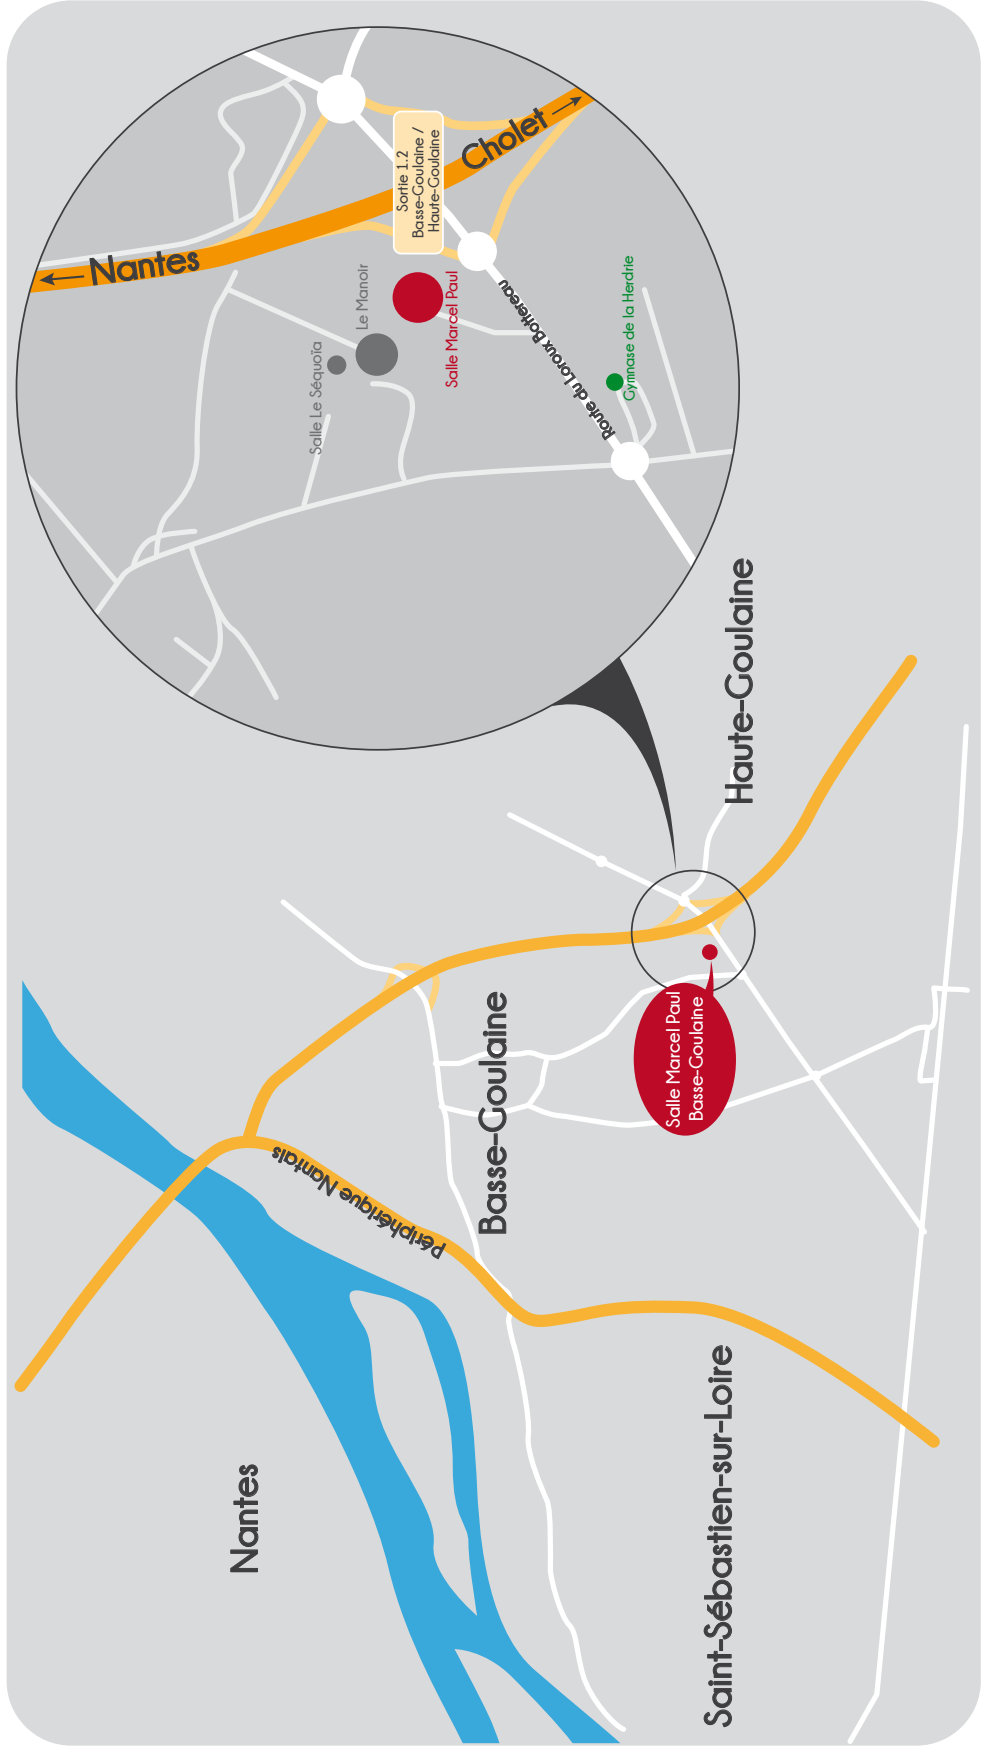 Nantes
Saint-Sébastien-sur-Loire
Périphérique Nantais
Basse-Goulaine
Salle Marcel Paul
Basse-Goulaine
Haute-Goulaine
Nantes
Cholet
Sortie 1.2
Basse-Goulaine /
Haute-Goulaine
Salle Le Séquoïa
Le Manoir
Salle Marcel Paul
Route du Loroux Bottereau
Gymnase de la Herdrie